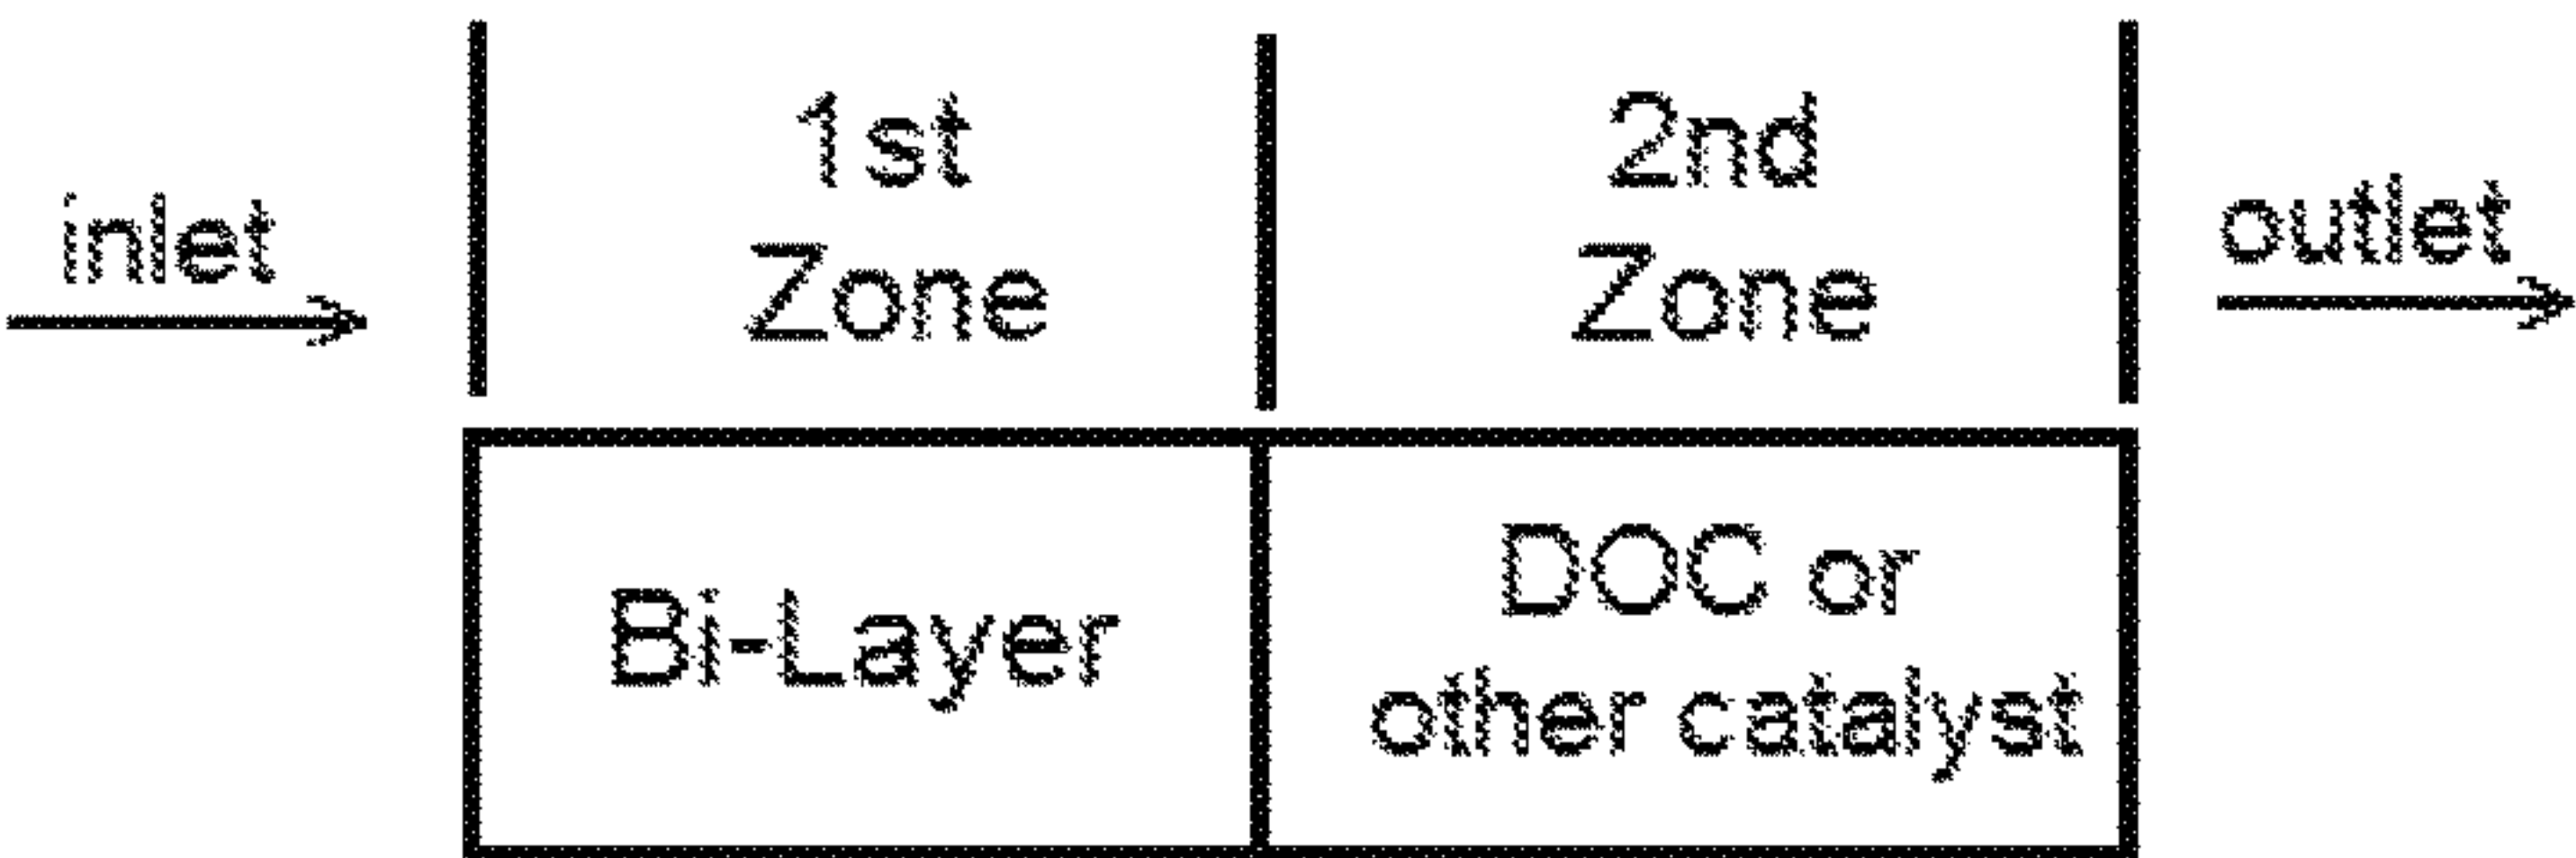 inlet
1st
Zone
2nd
Zone
outlet
Bi-Layer
DOC or
other catalyst